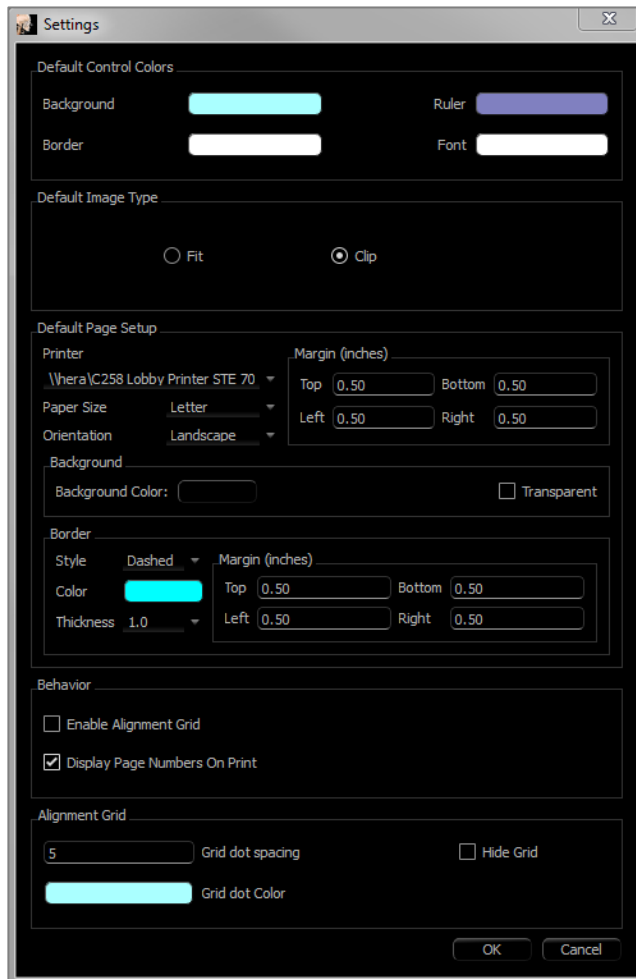 Settings
Default Control Colors
Background
Ruler
Border
Font
Default Image Type
Fit
Clip
Default Page Setup
Printer
\\hera\C258 Lobby Printer STE 70
Paper Size
Letter
Orientation
Landscape
Margin (inches)
Top 0.50 Bottom 0.50
Left 0.50 Right 0.50
Background
Background Color:
Transparent
Border
Style Dashed
Color
Thickness 1.0
Margin (inches)
Top 0.50 Bottom 0.50
Left 0.50 Right 0.50
Behavior
Enable Alignment Grid
Display Page Numbers On Print
Alignment Grid
5 Grid dot spacing
Hide Grid
Grid dot Color
OK Cancel